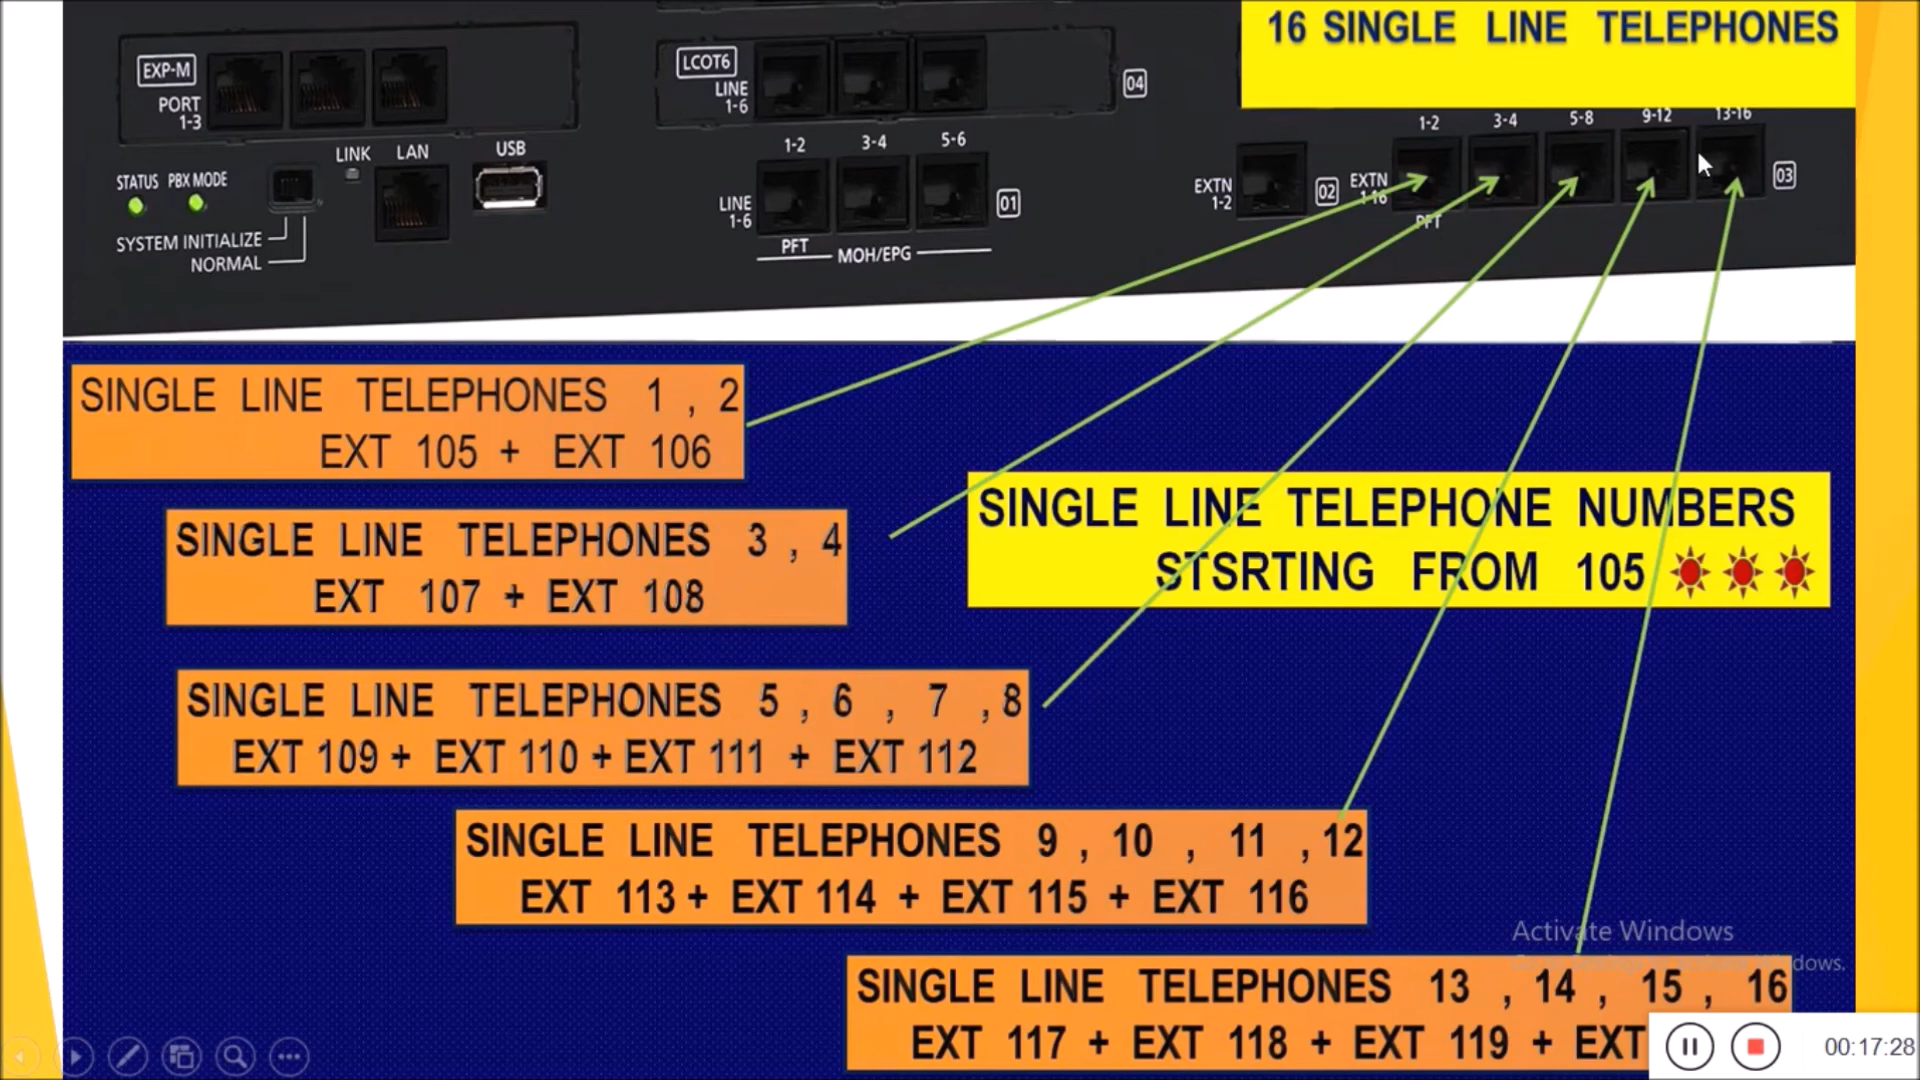 16 SINGLE LINE TELEPHONES
EXP-M
PORT
1-3
LCOT6
LINE
1-6
04
1-2 3-4 5-8 9-12 13-16
STATUS PBX MODE
LINK LAN USB
1-2 3-4 5-6
LINE
1-6
01
EXTN
1-2
02
EXTN
1-16
03
PFT
SYSTEM INITIALIZE
NORMAL
PFT
MOH/EPG
SINGLE LINE TELEPHONES 1 , 2
EXT 105 + EXT 106
SINGLE LINE TELEPHONES 3 , 4
EXT 107 + EXT 108
SINGLE LINE TELEPHONE NUMBERS
STSRTING FROM 105
SINGLE LINE TELEPHONES 5 , 6 , 7 ,8
EXT 109 + EXT 110 + EXT 111 + EXT 112
SINGLE LINE TELEPHONES 9 , 10 , 11 ,12
EXT 113 + EXT 114 + EXT 115 + EXT 116
Activate Windows
SINGLE LINE TELEPHONES 13 , 14 , 15 , 16
EXT 117 + EXT 118 + EXT 119 + EXT
00:17:28